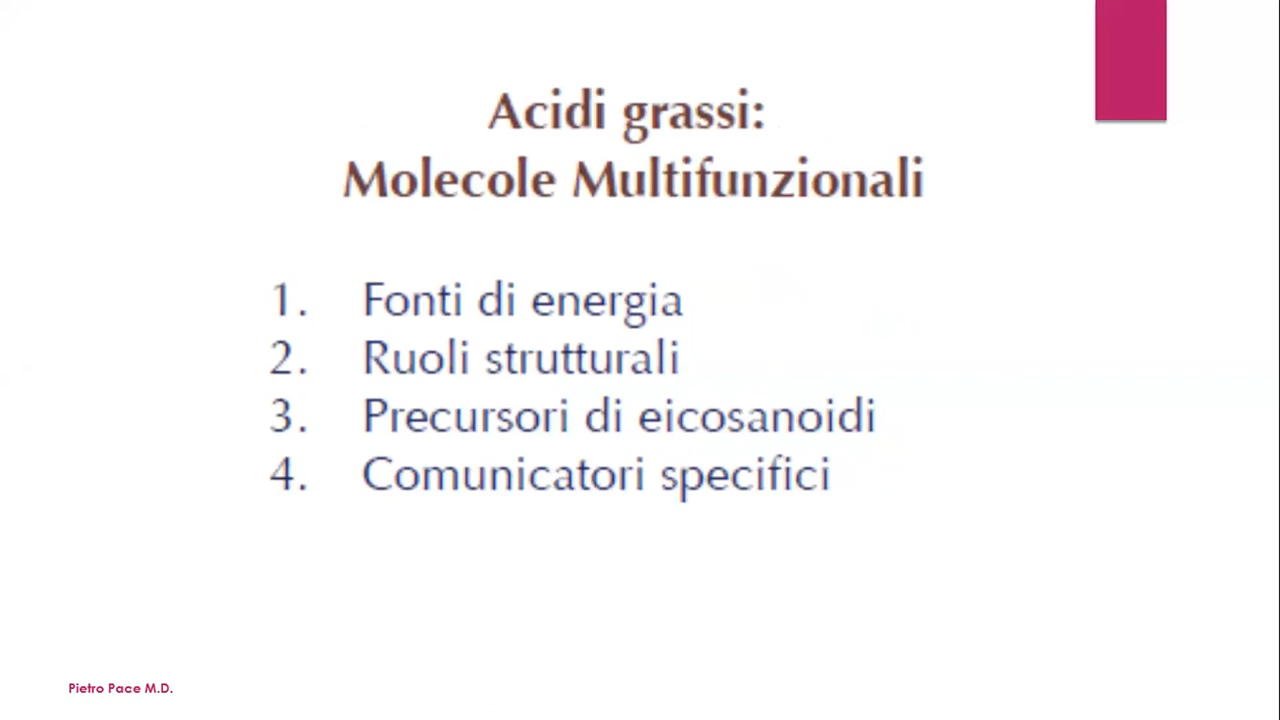 Acidi grassi:
Molecole Multifunzionali
1. Fonti di energia
2. Ruoli strutturali
3. Precursori di eicosanoidi
4. Comunicatori specifici
Pietro Pace M.D.